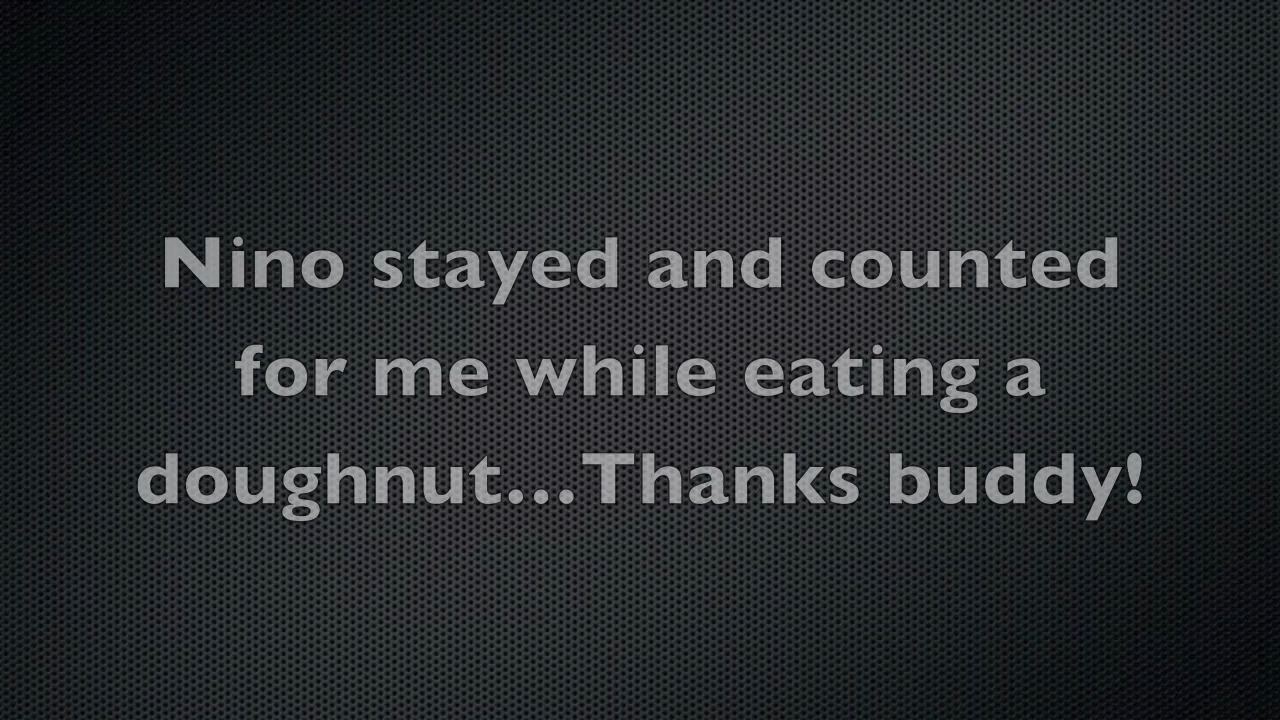 Nino stayed and counted
for me while eating a
doughnut...Thanks buddy!